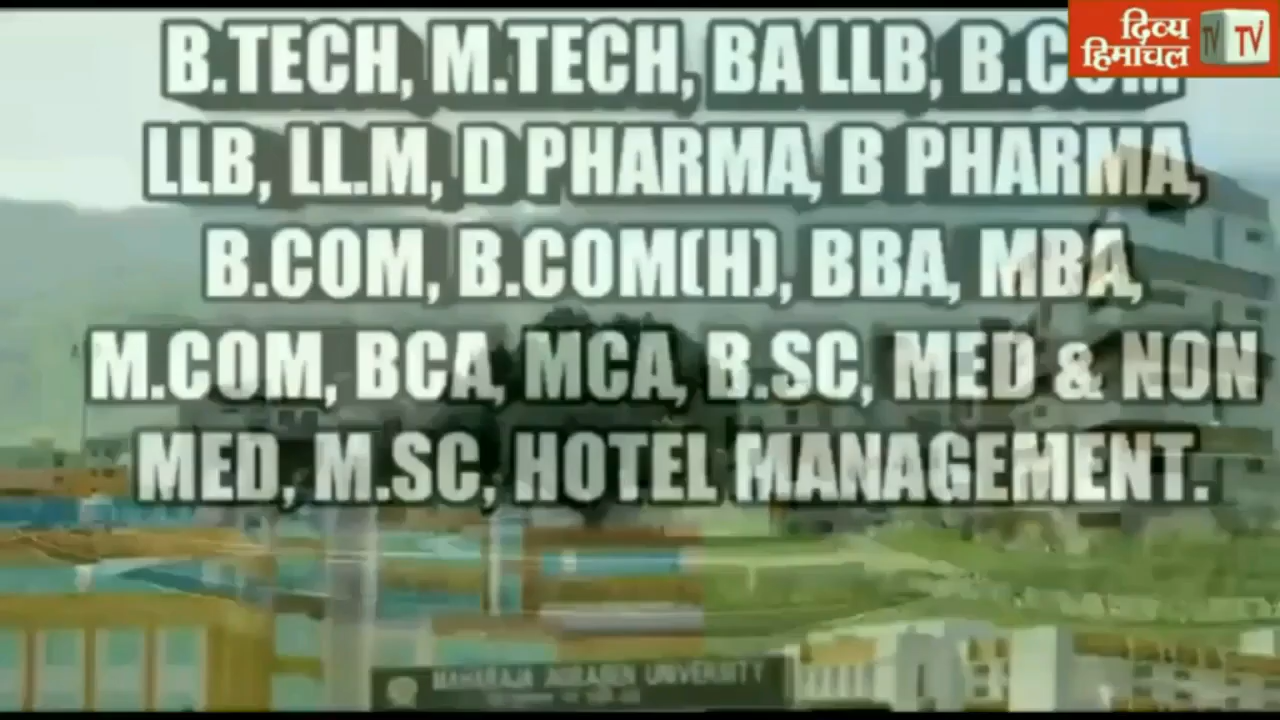 B.TECH, M.TECH, BA LLB, B.COM
LLB, LL.M, D PHARMA, B PHARMA,
B.COM, B.COM(H), BBA, MBA,
M.COM, BCA, MCA, B.SC, MED & NON
MED, M.SC, HOTEL MANAGEMENT.
दिव्य
हिमाचल
TV TV
MAHARAJA AGRASEN UNIVERSITY